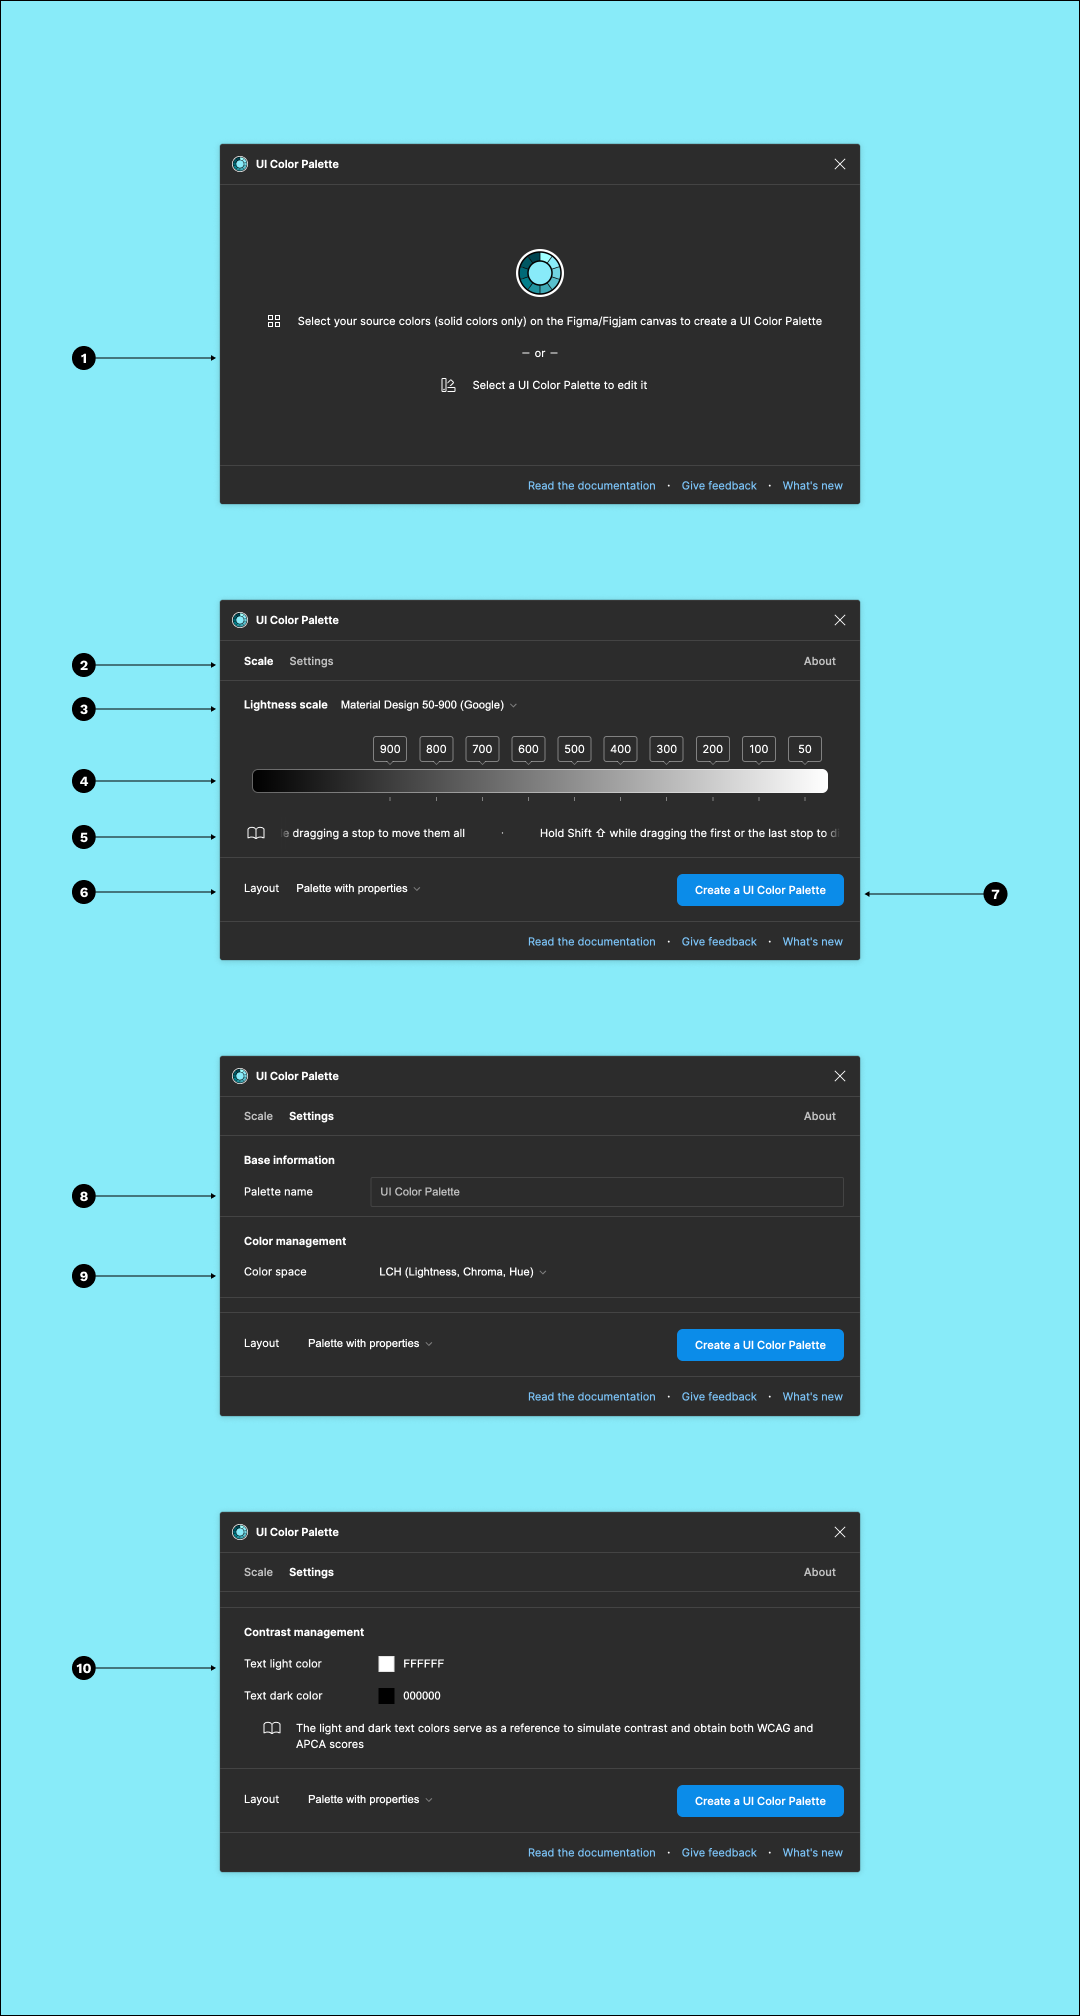 UI Color Palette
Select your source colors (solid colors only) on the Figma/Figjam canvas to create a UI Color Palette
1
– or –
Select a UI Color Palette to edit it
Read the documentation · Give feedback · What's new
UI Color Palette
2
Scale Settings About
3
Lightness scale Material Design 50-900 (Google)
900 800 700 600 500 400 300 200 100 50
4
5
dragging a stop to move them all · Hold Shift ⇧ while dragging the first or the last stop to
6
Layout Palette with properties Create a UI Color Palette
7
Read the documentation · Give feedback · What's new
UI Color Palette
Scale Settings About
Base information
8
Palette name UI Color Palette
Color management
9
Color space LCH (Lightness, Chroma, Hue)
Layout Palette with properties Create a UI Color Palette
Read the documentation · Give feedback · What's new
UI Color Palette
Scale Settings About
Contrast management
10
Text light color FFFFFF
Text dark color 000000
The light and dark text colors serve as a reference to simulate contrast and obtain both WCAG and
APCA scores
Layout Palette with properties Create a UI Color Palette
Read the documentation · Give feedback · What's new